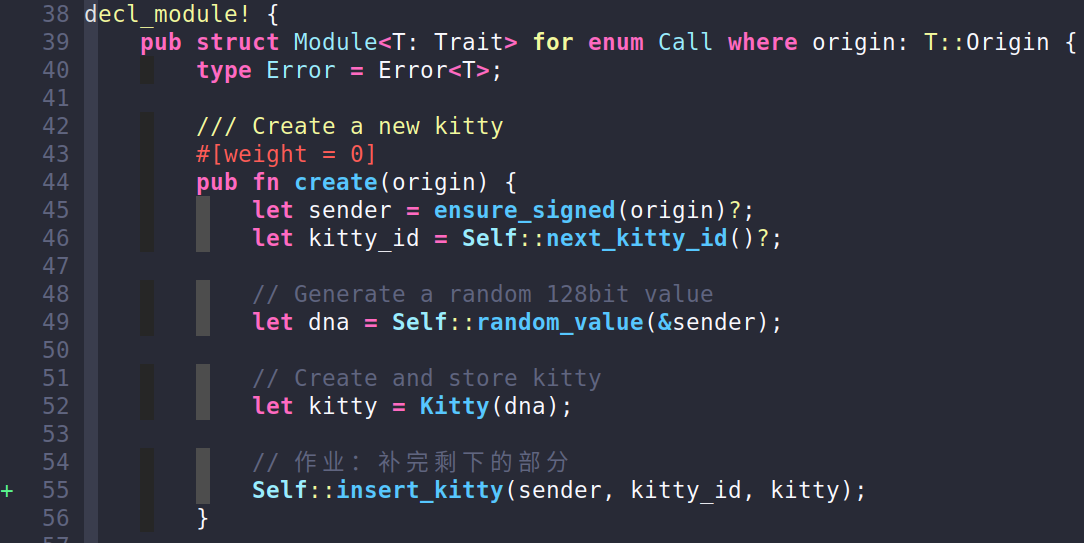 38 decl_module! {
39     pub struct Module<T: Trait> for enum Call where origin: T::Origin {
40         type Error = Error<T>;
41
42         /// Create a new kitty
43         #[weight = 0]
44         pub fn create(origin) {
45             let sender = ensure_signed(origin)?;
46             let kitty_id = Self::next_kitty_id()?;
47
48             // Generate a random 128bit value
49             let dna = Self::random_value(&sender);
50
51             // Create and store kitty
52             let kitty = Kitty(dna);
53
54             // 作业: 补完剩下的部分
+ 55             Self::insert_kitty(sender, kitty_id, kitty);
56         }
57